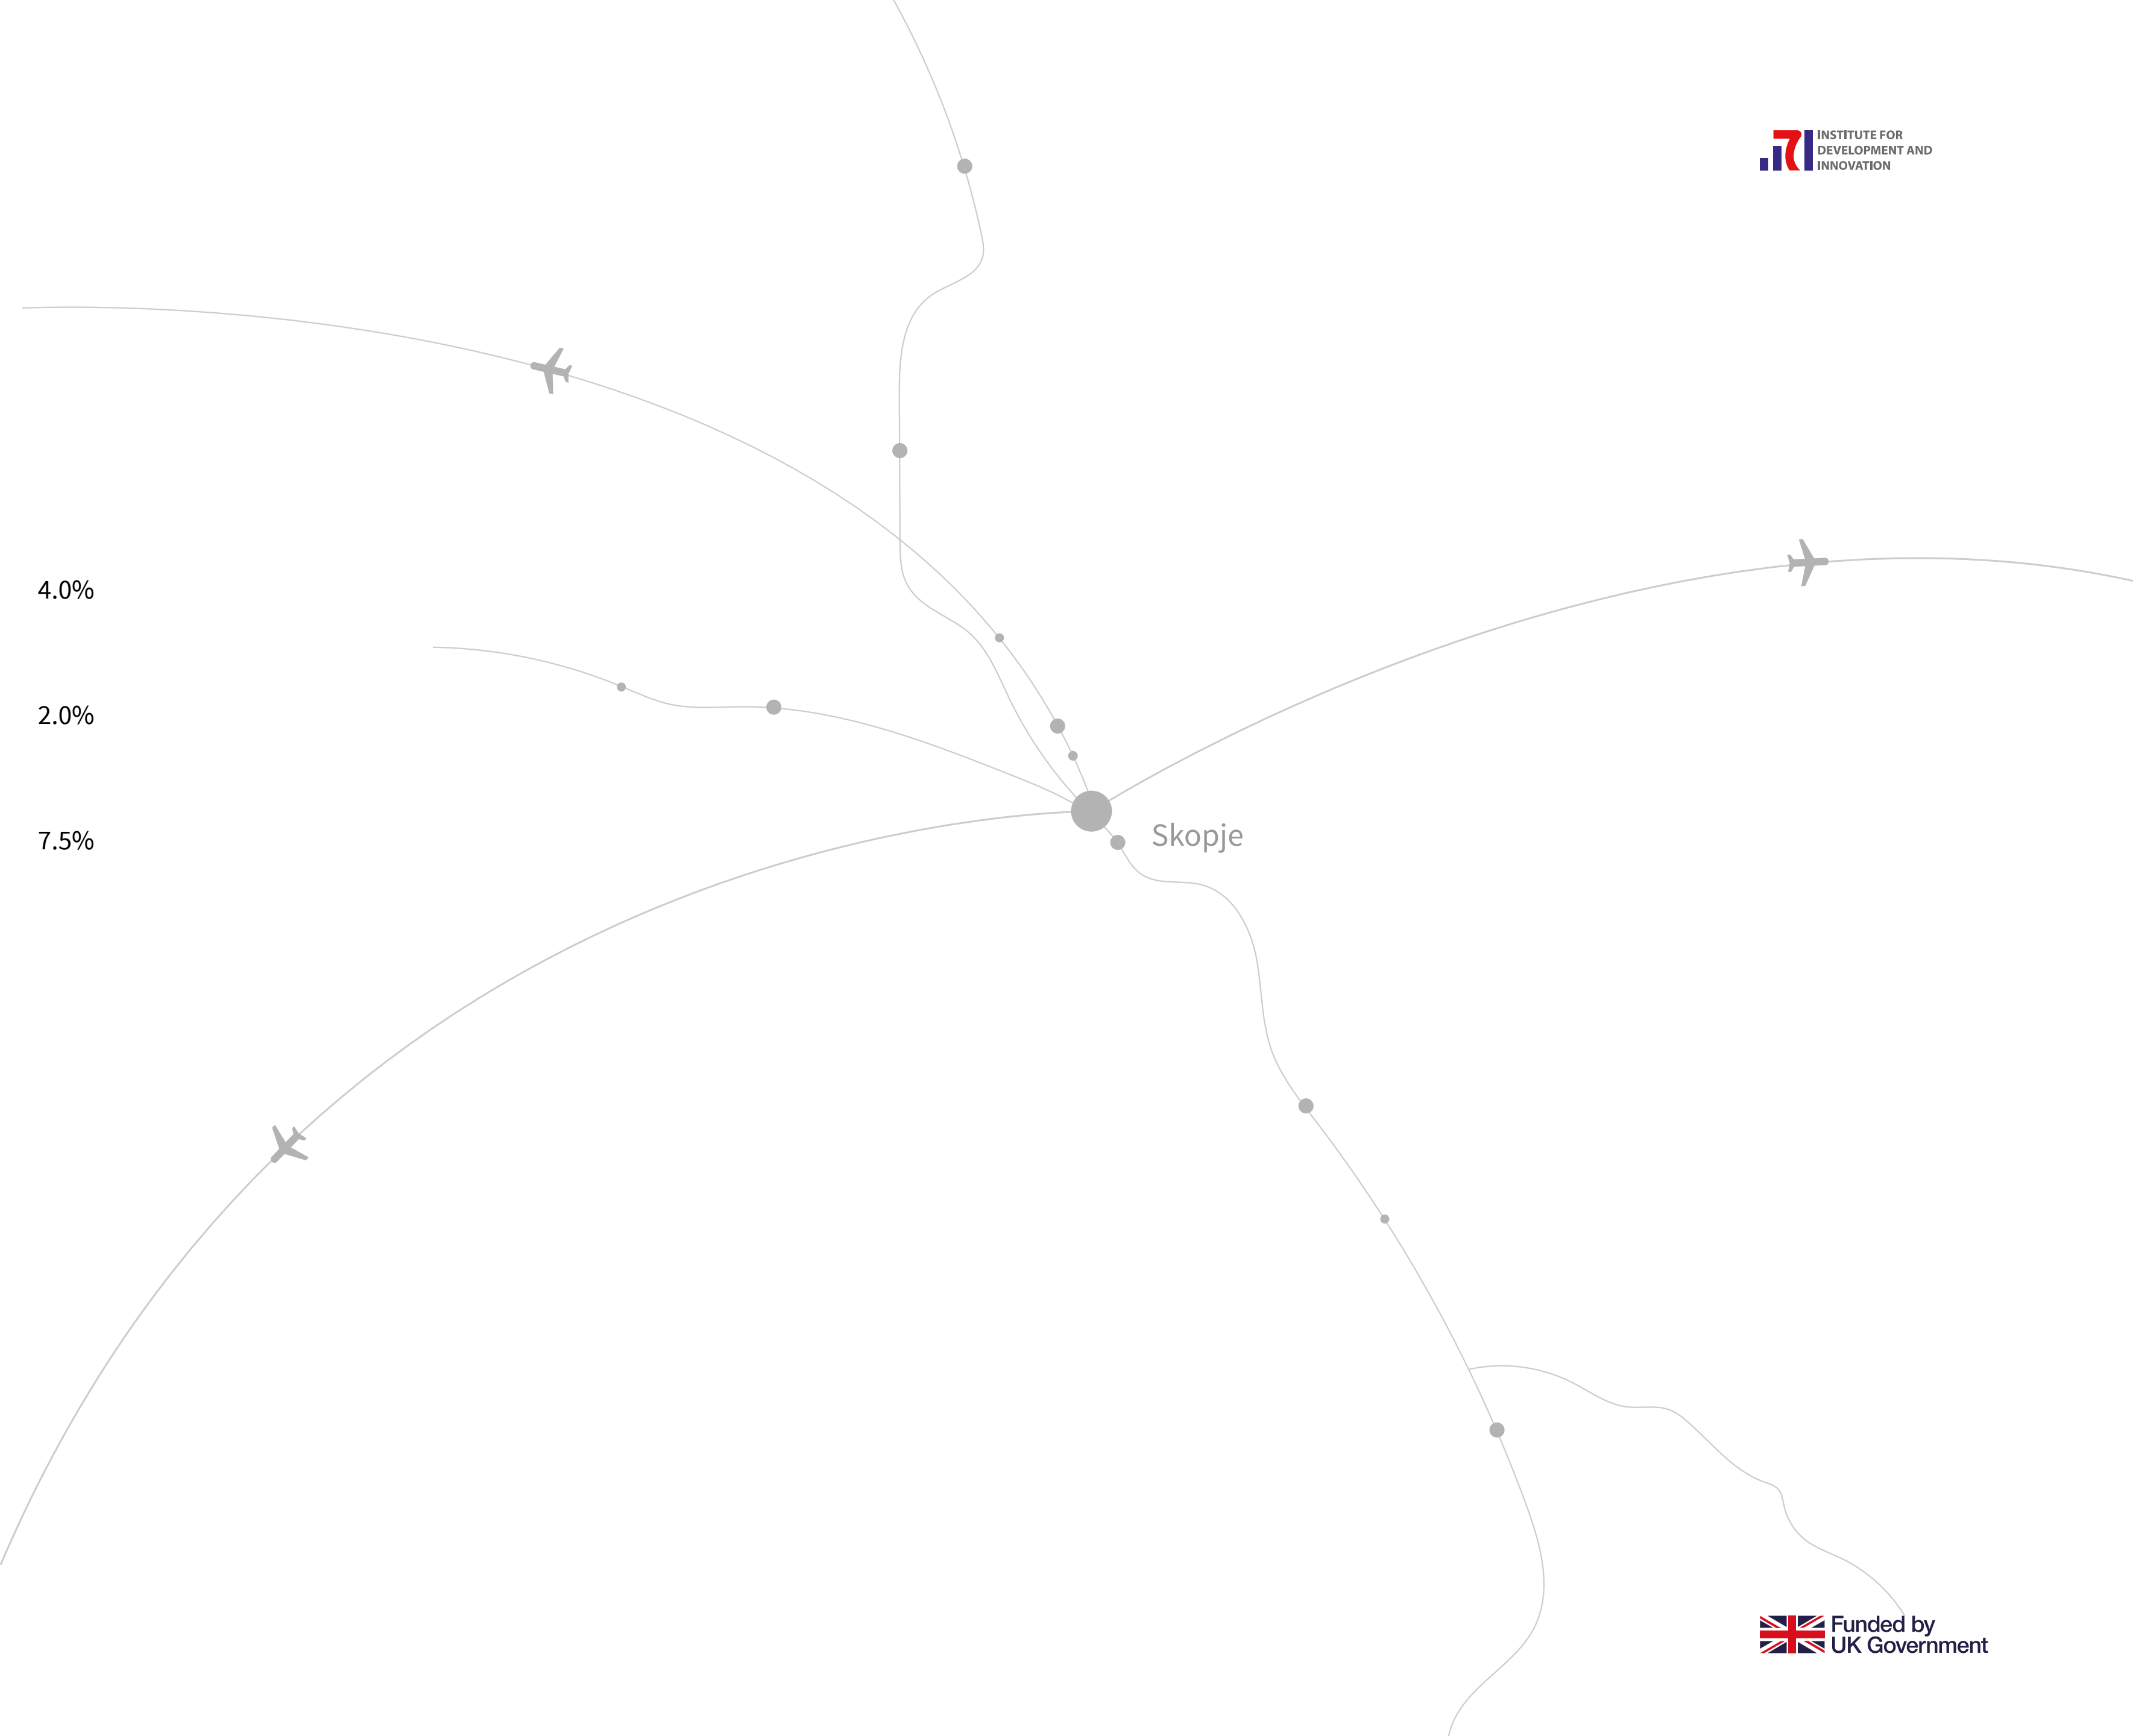 INSTITUTE FOR
DEVELOPMENT AND
INNOVATION
4.0%
2.0%
7.5%
Skopje
Funded by
UK Government